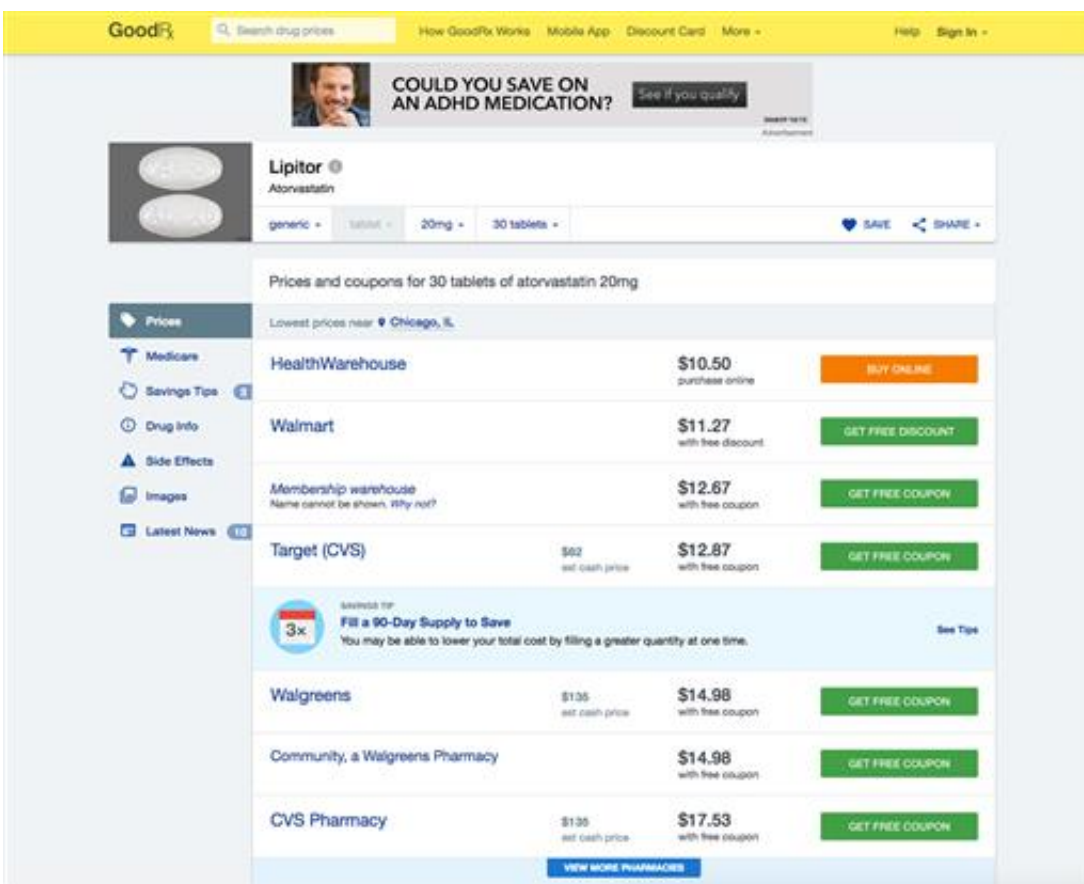 GoodRx
Search drug prices
How GoodRx Works Mobile App Discount Card More
Help Sign In
COULD YOU SAVE ON
AN ADHD MEDICATION?
See if you qualify
Advertisement
Lipitor
Atorvastatin
generic tablet 20mg 30 tablets
SAVE SHARE
Prices and coupons for 30 tablets of atorvastatin 20mg
Prices
Medicare
Savings Tips
Drug Info
Side Effects
Images
Latest News
Lowest prices near Chicago, IL
HealthWarehouse
$10.50
purchase online
BUY ONLINE
Walmart
$11.27
with free discount
GET FREE DISCOUNT
Membership warehouse
Name cannot be shown. Why not?
$12.67
with free coupon
GET FREE COUPON
Target (CVS)
$62
est cash price
$12.87
with free coupon
GET FREE COUPON
3x
SAVINGS TIP
Fill a 90-Day Supply to Save
You may be able to lower your total cost by filling a greater quantity at one time.
See Tips
Walgreens
$135
est cash price
$14.98
with free coupon
GET FREE COUPON
Community, a Walgreens Pharmacy
$14.98
with free coupon
GET FREE COUPON
CVS Pharmacy
$135
est cash price
$17.53
with free coupon
GET FREE COUPON
VIEW MORE PHARMACIES